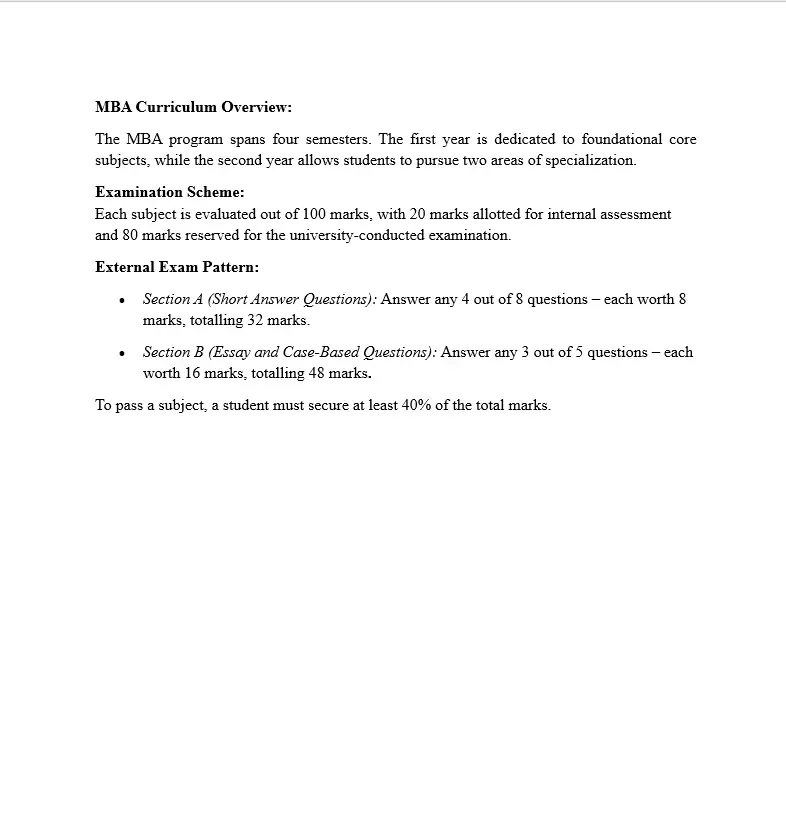 MBA Curriculum Overview:
The MBA program spans four semesters. The first year is dedicated to foundational core
subjects, while the second year allows students to pursue two areas of specialization.
Examination Scheme:
Each subject is evaluated out of 100 marks, with 20 marks allotted for internal assessment
and 80 marks reserved for the university-conducted examination.
External Exam Pattern:
• Section A (Short Answer Questions): Answer any 4 out of 8 questions – each worth 8
marks, totalling 32 marks.
• Section B (Essay and Case-Based Questions): Answer any 3 out of 5 questions – each
worth 16 marks, totalling 48 marks.
To pass a subject, a student must secure at least 40% of the total marks.